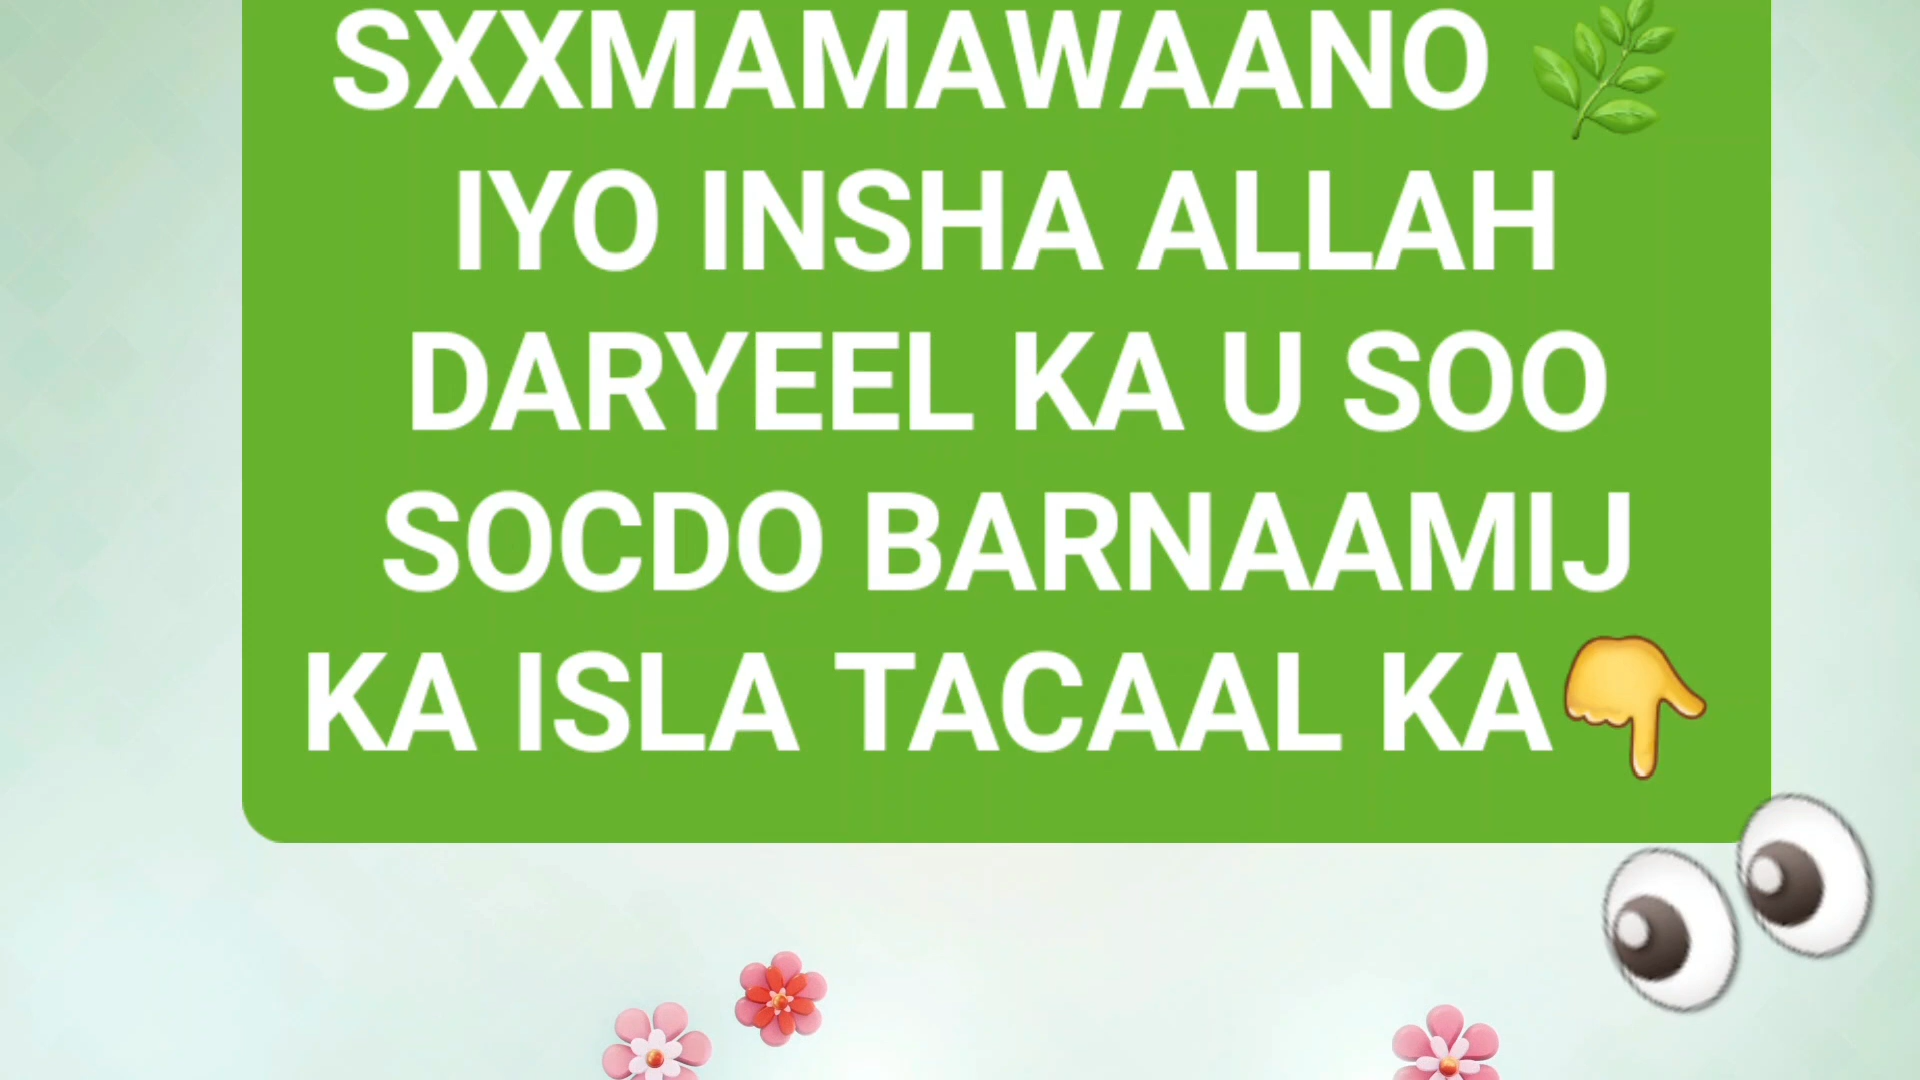 SXXMAMAWAANO 🌿
IYO INSHA ALLAH
DARYEEL KA U SOO
SOCDO BARNAAMIJ
KA ISLA TACAAL KA👇